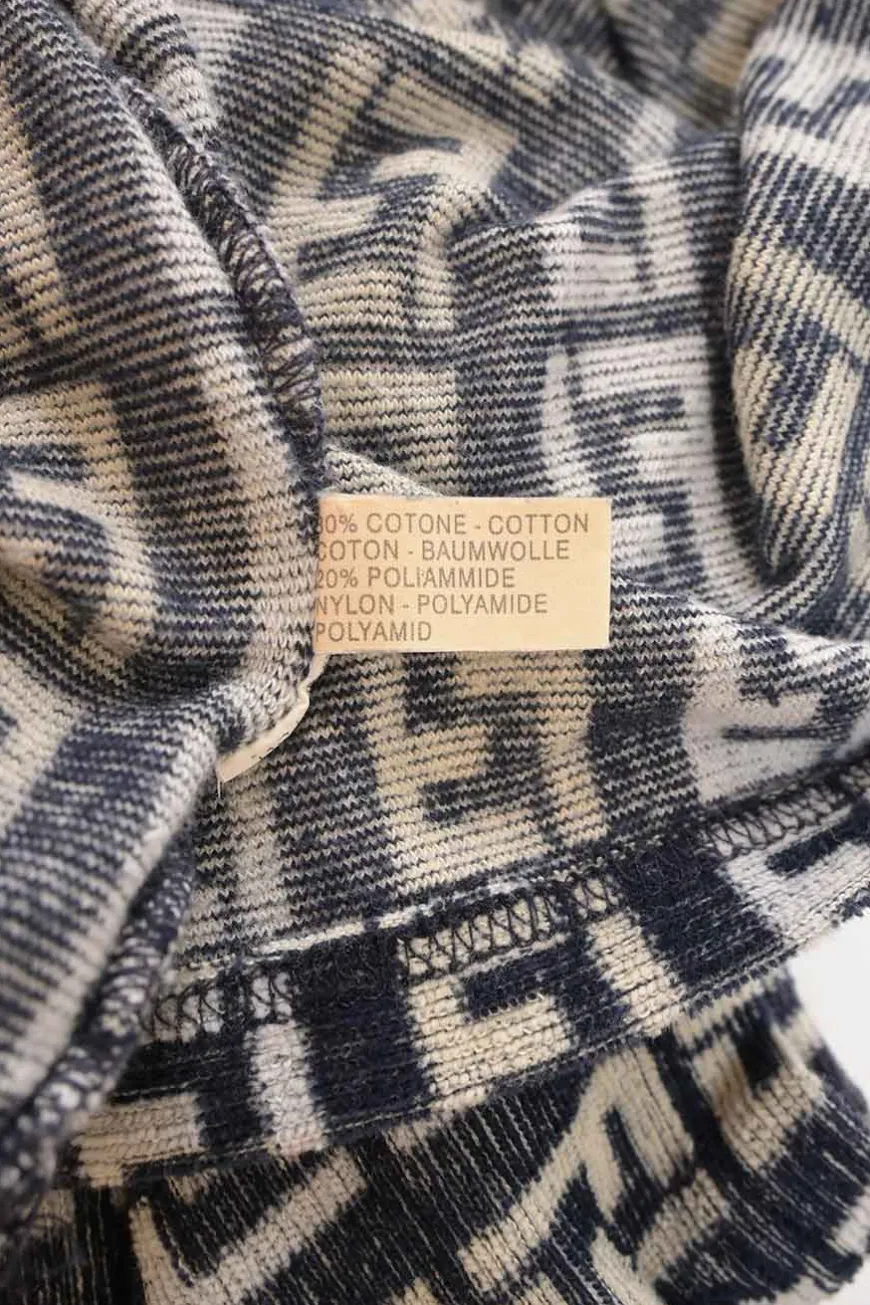 80% COTONE - COTTON
COTON - BAUMWOLLE
20% POLIAMMIDE
NYLON - POLYAMIDE
POLYAMID